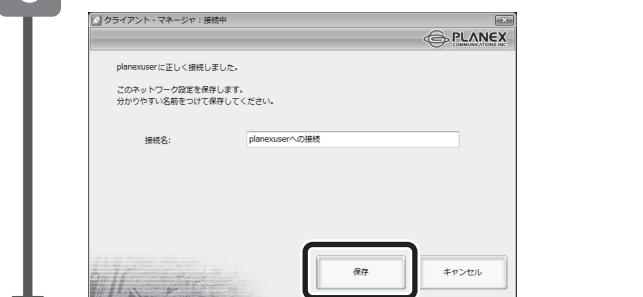 クライアント・マネージャ：接続中
PLANEX
COMMUNICATIONS INC.
planexuserに正しく接続しました。
このネットワーク設定を保存します。
分かりやすい名前をつけて保存してください。
接続名:
planexuserへの接続
保存
キャンセル